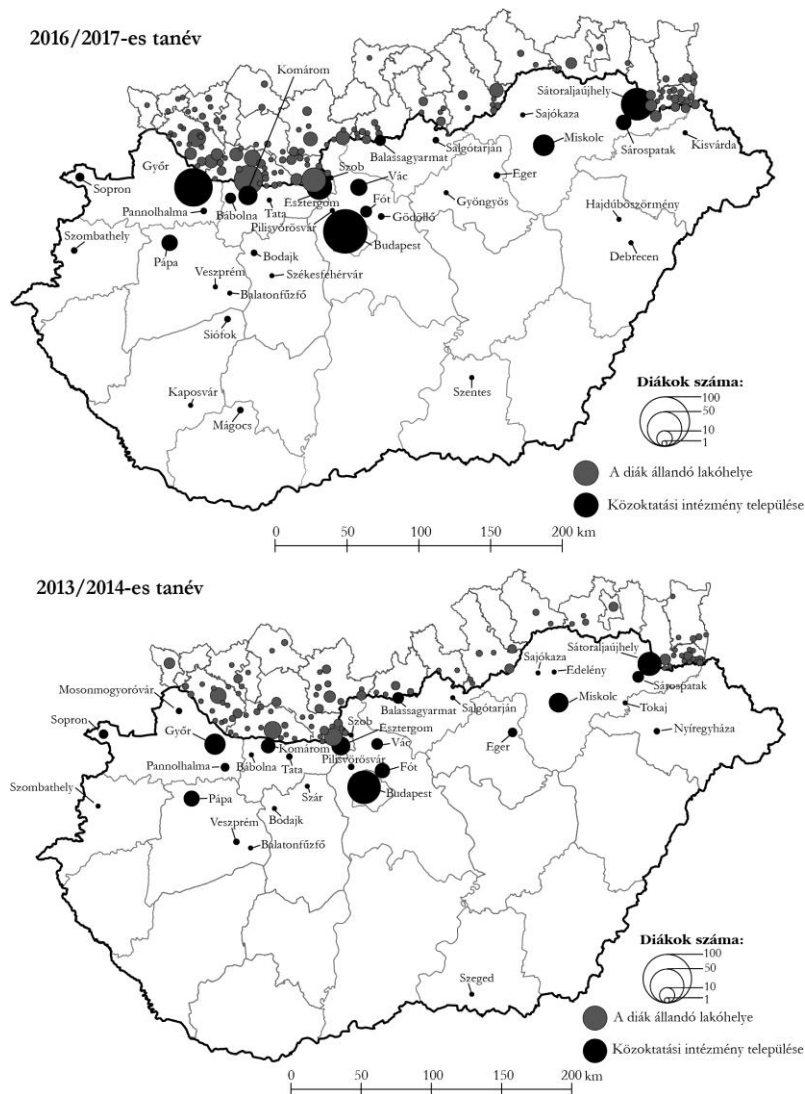 2016/2017-es tanév
Komárom
Sátoraljaújhely
Sajókaza
Miskolc
Sárospatak
Kisvárda
Balassagyarmat
Salgótarján
Győr
Szob
Vác
Eger
Sopron
Pannolhalma
Bábolna
Tata
Esztergom
Pilisvörösvár
Fót
Gödöllő
Gyöngyös
Hajdúböszörmény
Budapest
Szombathely
Pápa
Bodajk
Debrecen
Veszprém
Székesfehérvár
Balatonfűzfő
Siófok
Kaposvár
Mágocs
Szentes
Diákok száma:
100
50
10
1
A diák állandó lakóhelye
Közoktatási intézmény települése
0 50 100 150 200 km
2013/2014-es tanév
Sátoraljaújhely
Sajókaza
Edelény
Mosonmogyoróvár
Sárospatak
Balassagyarmat
Salgótarján
Miskolc
Tokaj
Sopron
Szob
Esztergom
Nyíregyháza
Győr
Komárom
Vác
Eger
Pannolhalma
Bábolna
Tata
Pilisvörösvár
Fót
Szombathely
Pápa
Szár
Budapest
Bodajk
Veszprém
Balatonfűzfő
Szeged
Diákok száma:
100
50
10
1
A diák állandó lakóhelye
Közoktatási intézmény települése
0 50 100 150 200 km